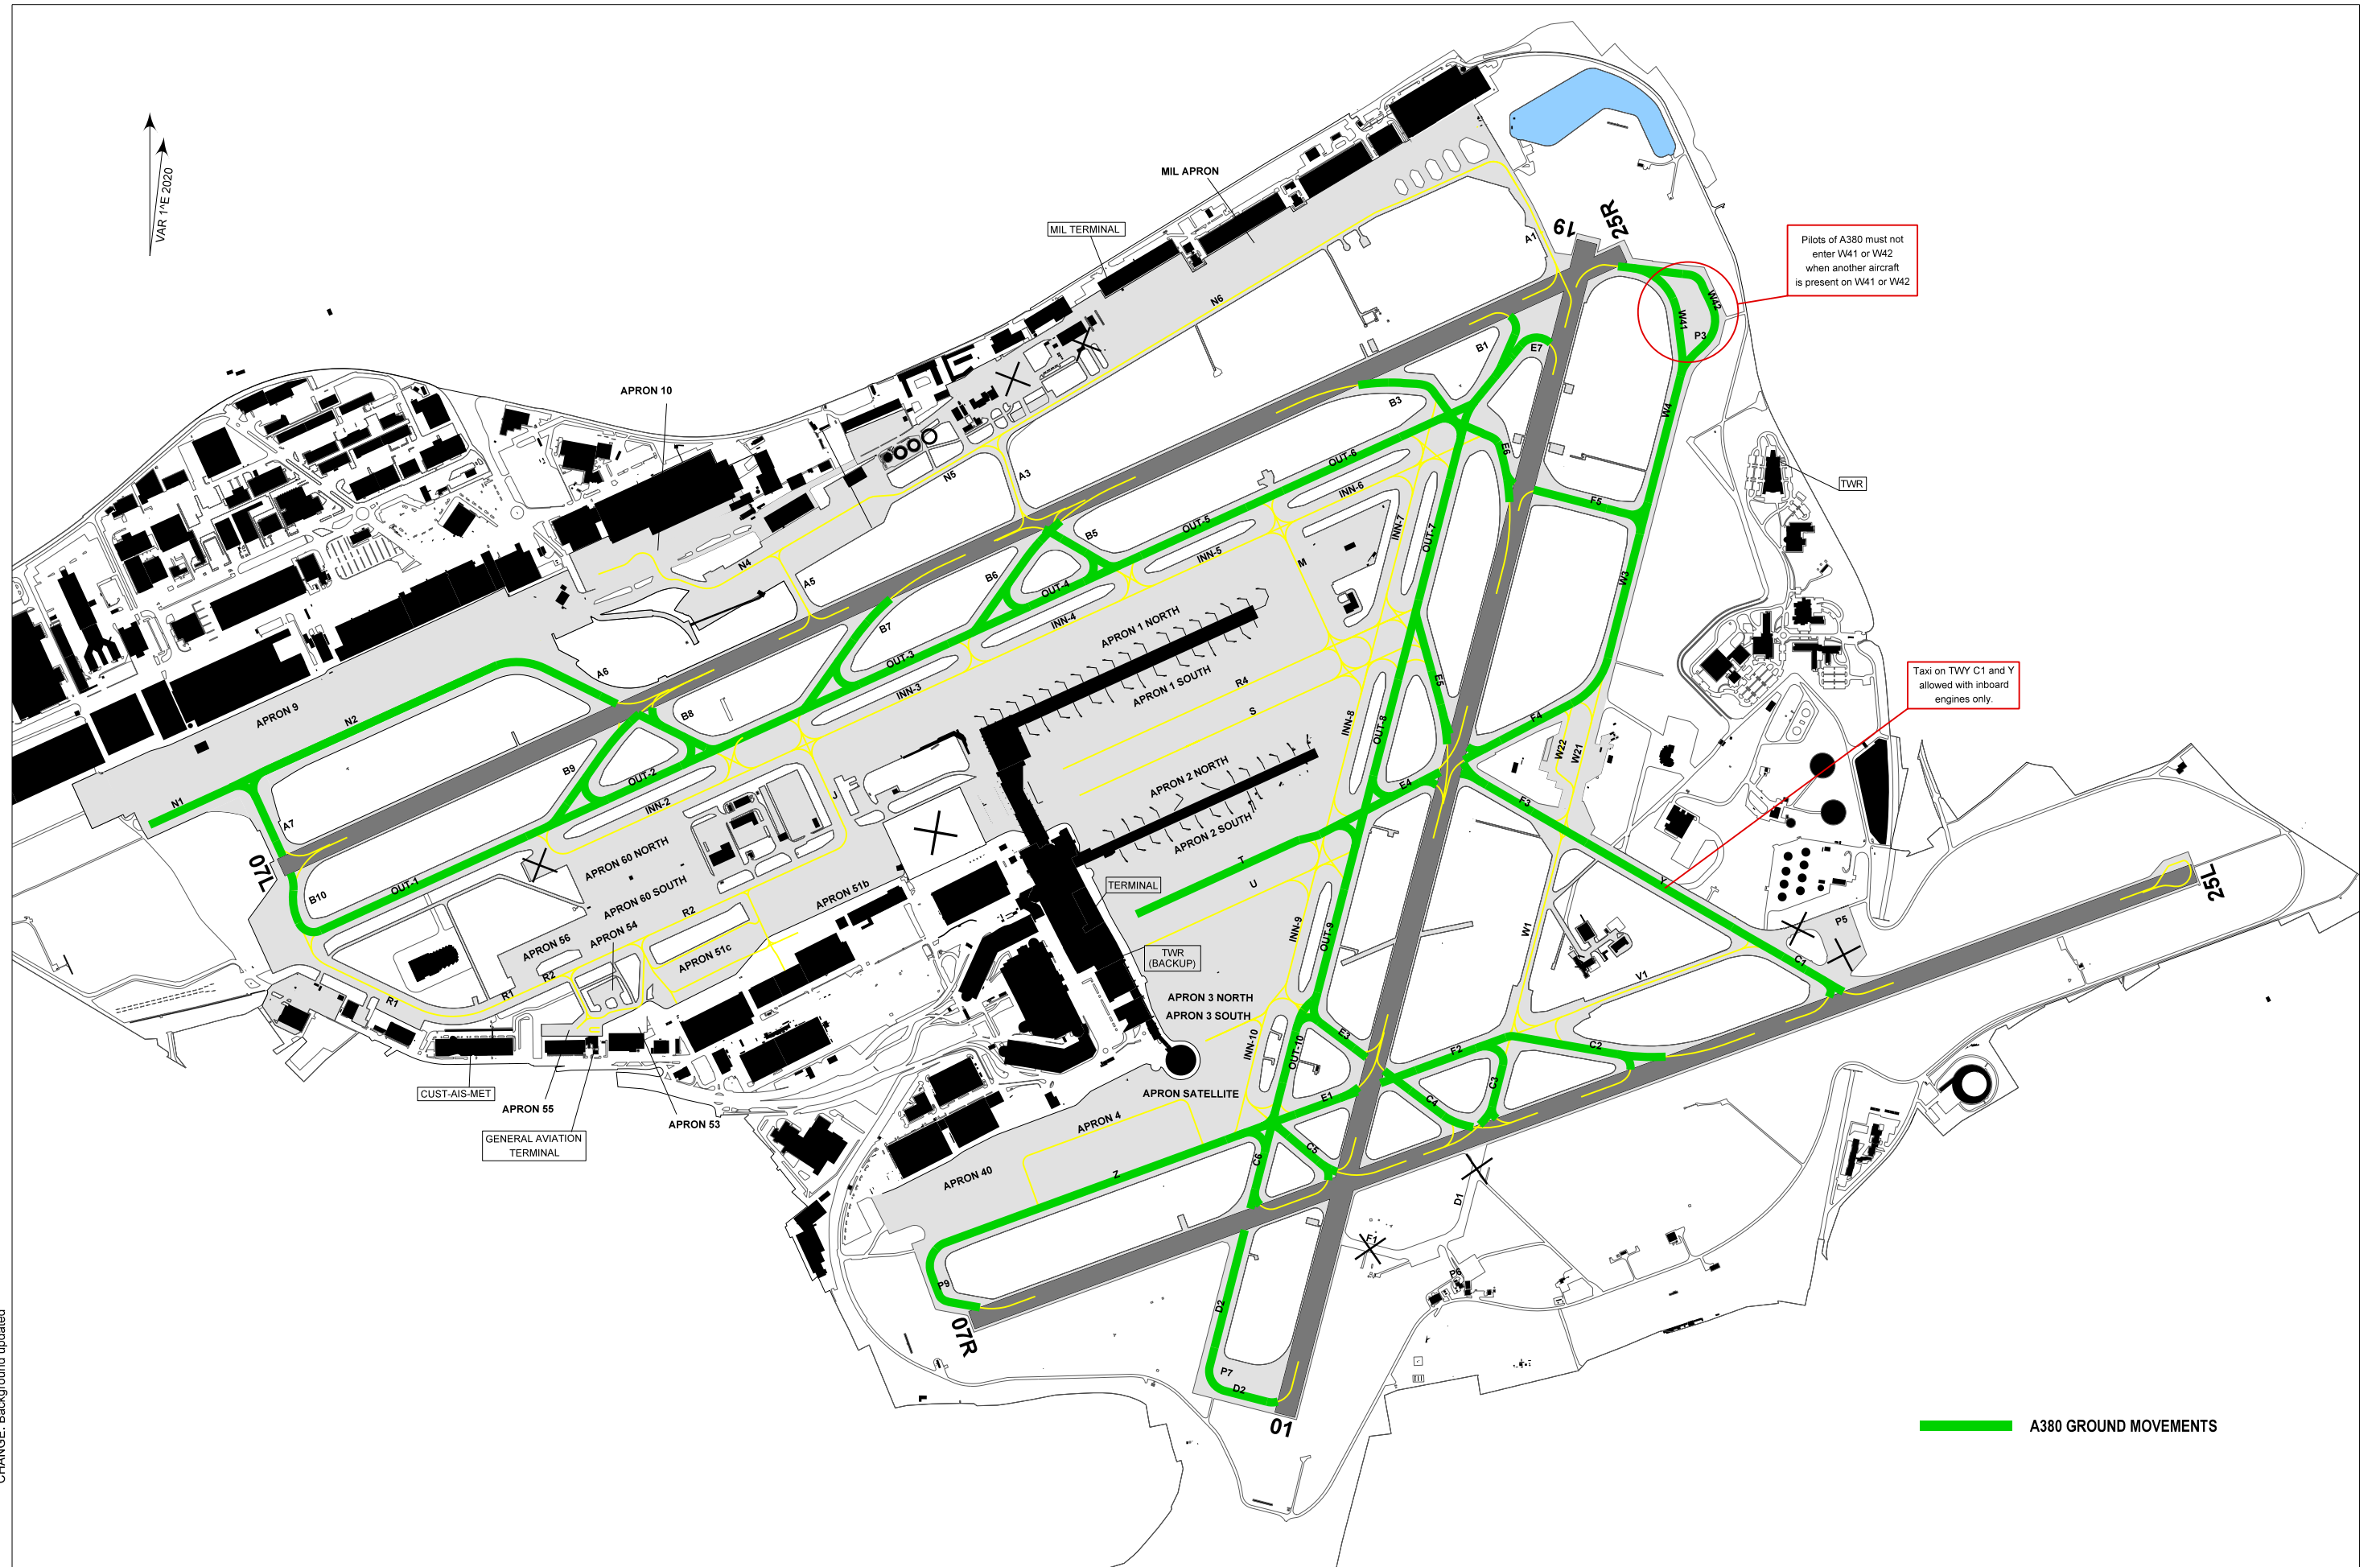 VAR 1^E 2020
MIL APRON
MIL TERMINAL
19
25R
A1
Pilots of A380 must not
enter W41 or W42
when another aircraft
is present on W41 or W42
W42
W41
P3
N6
E7
B1
APRON 10
B3
W4
E6
OUT-6
INN-6
TWR
A3
N5
F5
INN-7
OUT-7
OUT-5
B5
INN-5
M
N4
B6
A5
OUT-4
W3
INN-4
B7
APRON 1 NORTH
OUT-3
A6
APRON 1 SOUTH
R4
E5
Taxi on TWY C1 and Y
allowed with inboard
engines only.
INN-3
N2
APRON 9
B8
S
INN-8
OUT-8
F4
W22
W21
B9
OUT-2
APRON 2 NORTH
E4
N1
INN-2
J
F3
A7
APRON 2 SOUTH
APRON 60 NORTH
T
07L
APRON 60 SOUTH
APRON 51b
TERMINAL
U
Y
25L
B10
OUT-1
R2
P5
APRON 54
APRON 56
W1
INN-9
OUT-9
TWR
(BACKUP)
APRON 51c
R2
C1
V1
R1
R1
APRON 3 NORTH
APRON 3 SOUTH
E3
INN-10
OUT-10
F2
C2
C3
CUST-AIS-MET
APRON 55
APRON SATELLITE
E1
C4
APRON 4
APRON 53
GENERAL AVIATION
TERMINAL
C5
C6
APRON 40
Z
D1
F1
P9
P6
D2
07R
P7
D2
01
A380 GROUND MOVEMENTS
CHANGE: Background updated